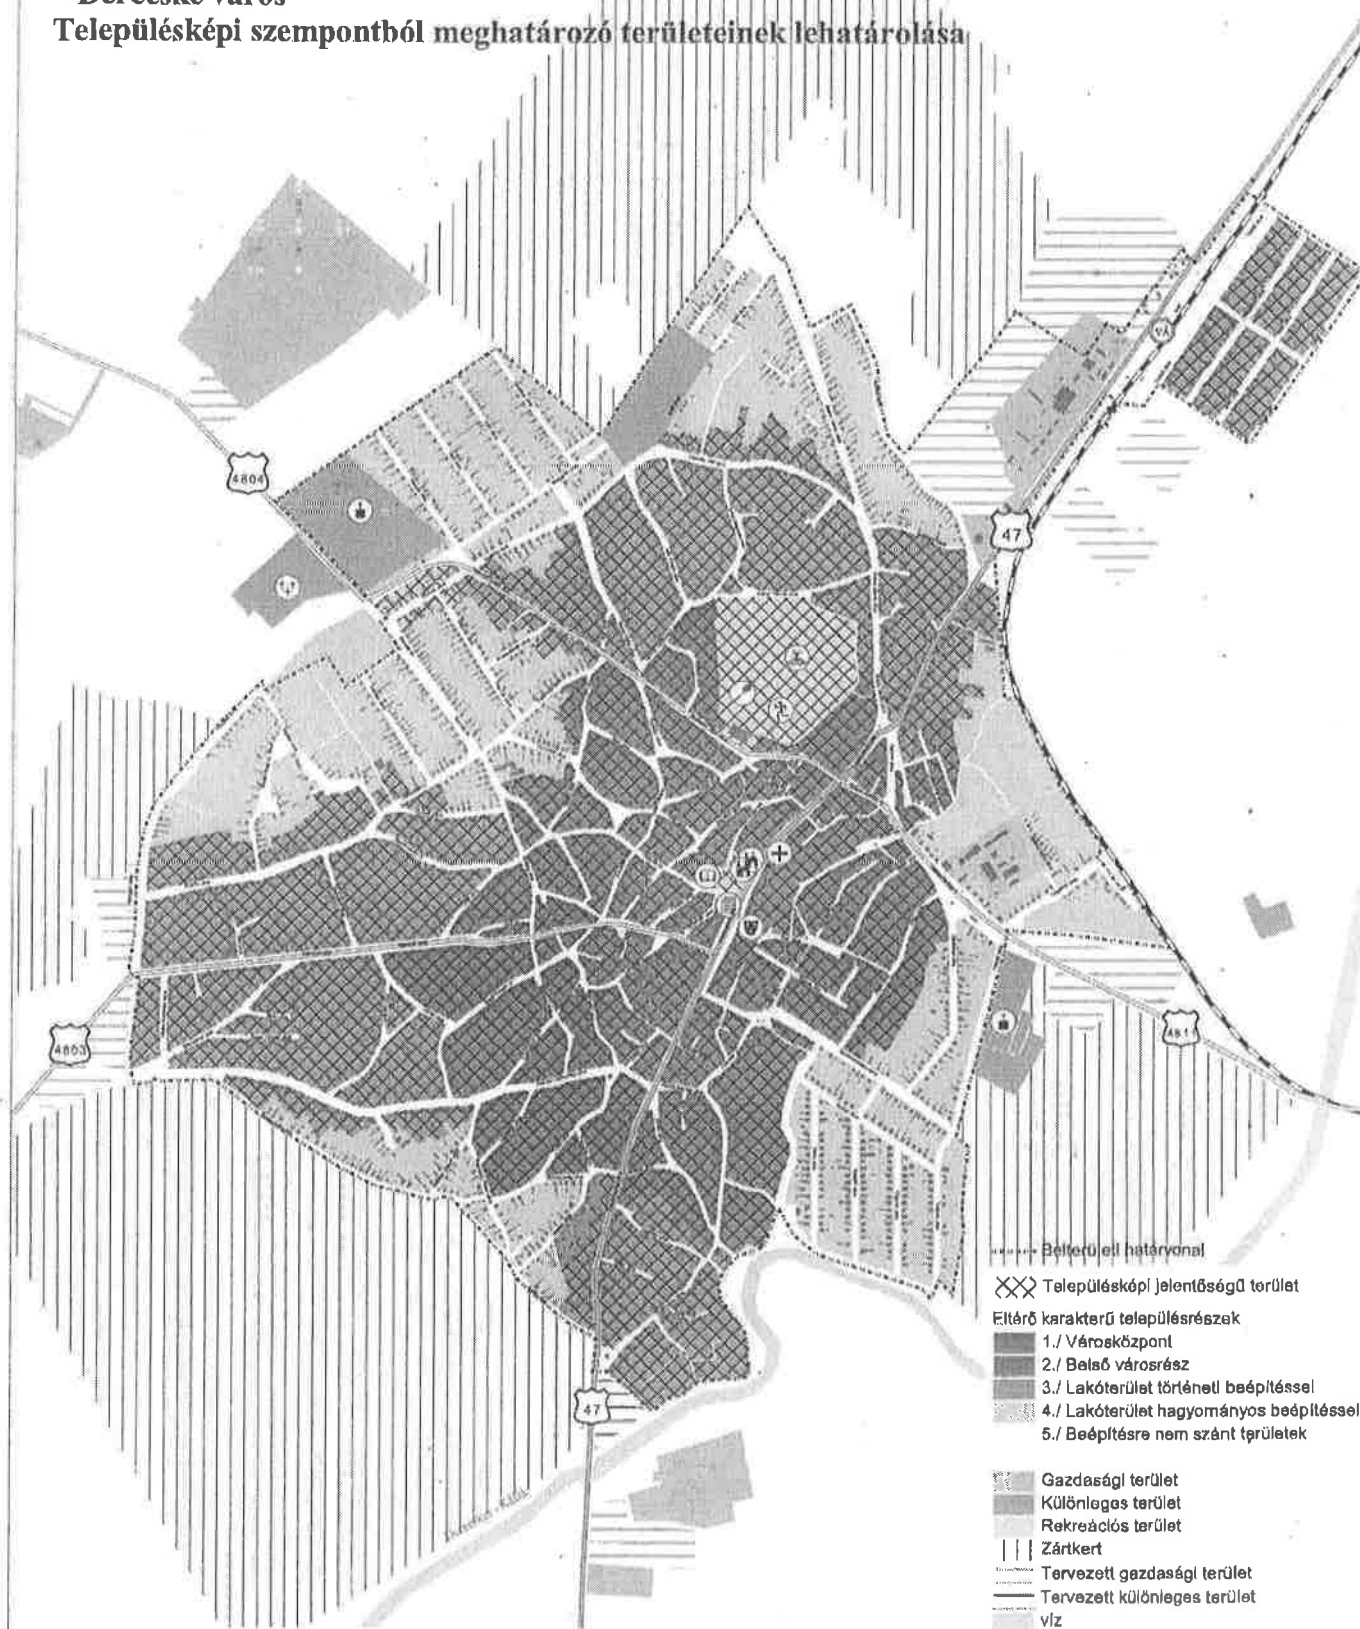 Településképi szempontból meghatározó területeinek lehatárolása
4804
47
4803
4811
47
Belterületi határvonal
Településképi jelentőségű terület
Eltérő karakterű településrészek
1./ Városközpont
2./ Belső városrész
3./ Lakóterület történeti beépítéssel
4./ Lakóterület hagyományos beépítéssel
5./ Beépítésre nem szánt területek
Gazdasági terület
Különleges terület
Rekreációs terület
Zártkert
Tervezett gazdasági terület
Tervezett különleges terület
víz